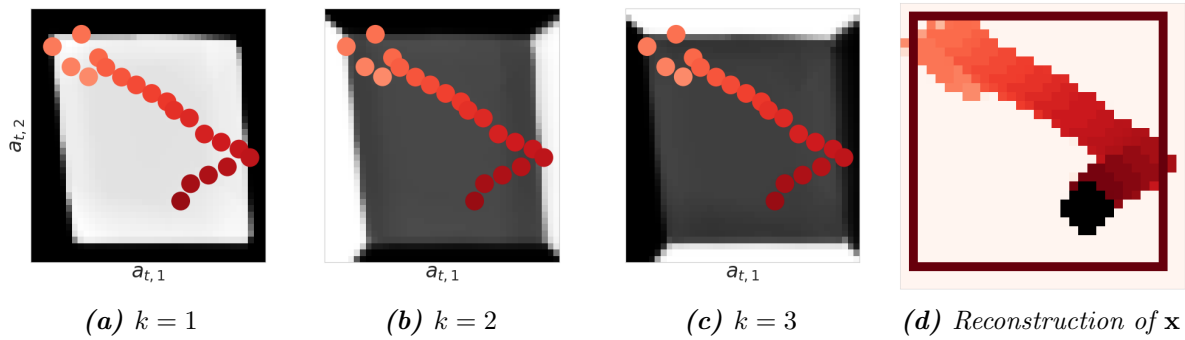 a_{t,2}
a_{t,1}
a_{t,1}
a_{t,1}
(a) k = 1
(b) k = 2
(c) k = 3
(d) Reconstruction of x